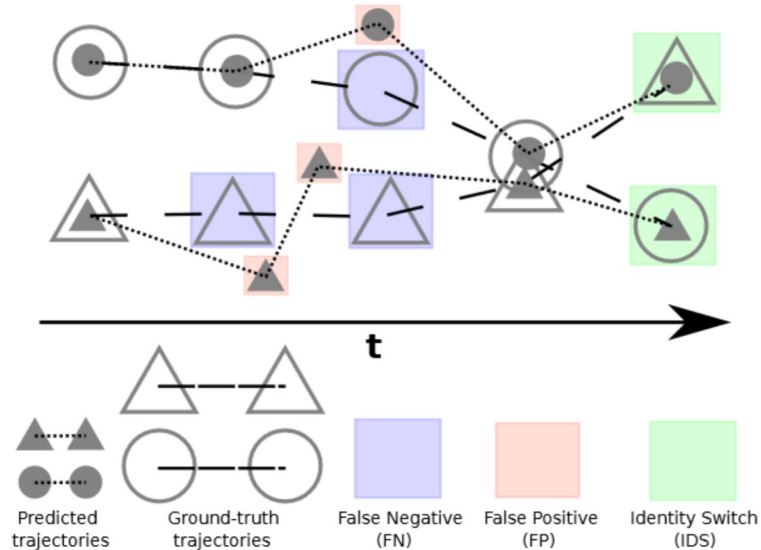 t
Predicted
trajectories
Ground-truth
trajectories
False Negative
(FN)
False Positive
(FP)
Identity Switch
(IDS)